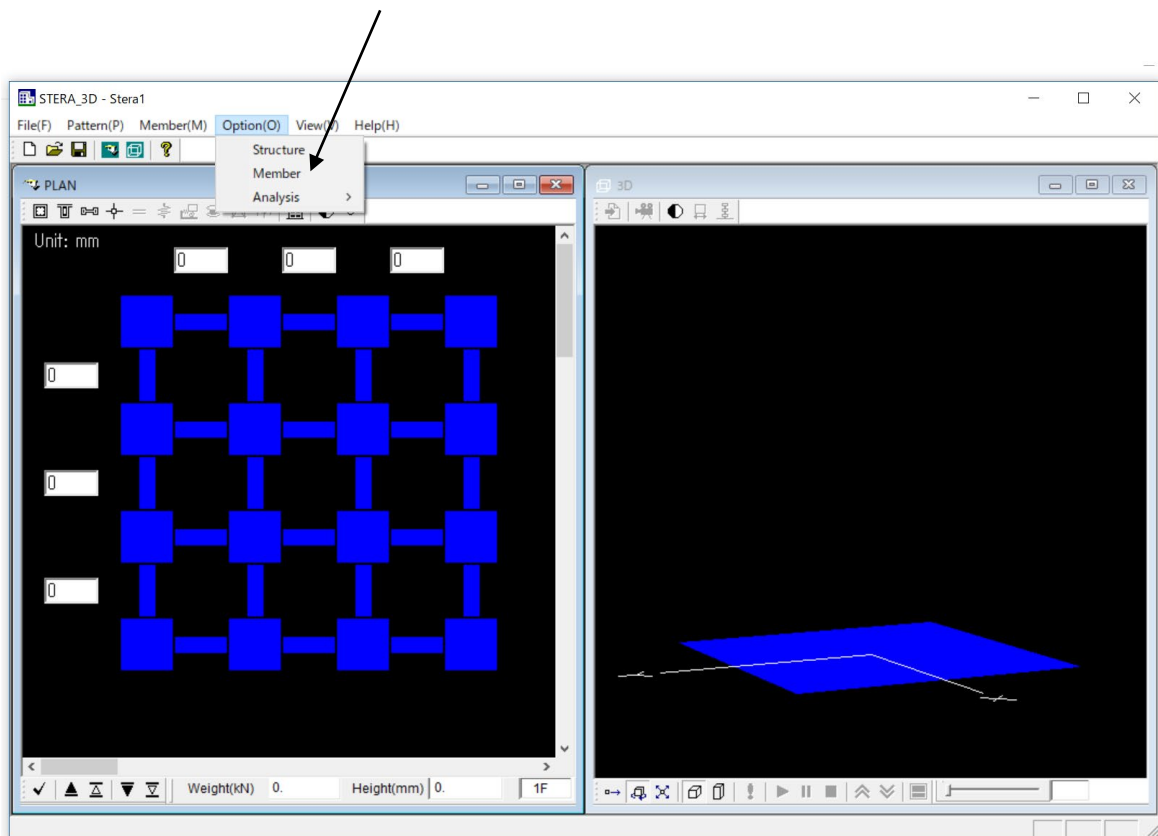 STERA_3D - Stera1
File(F) Pattern(P) Member(M) Option(O) View(V) Help(H)
Structure
Member
Analysis
PLAN
3D
Unit: mm
0 0 0
0
0
0
Weight(kN) 0. Height(mm) 0. 1F